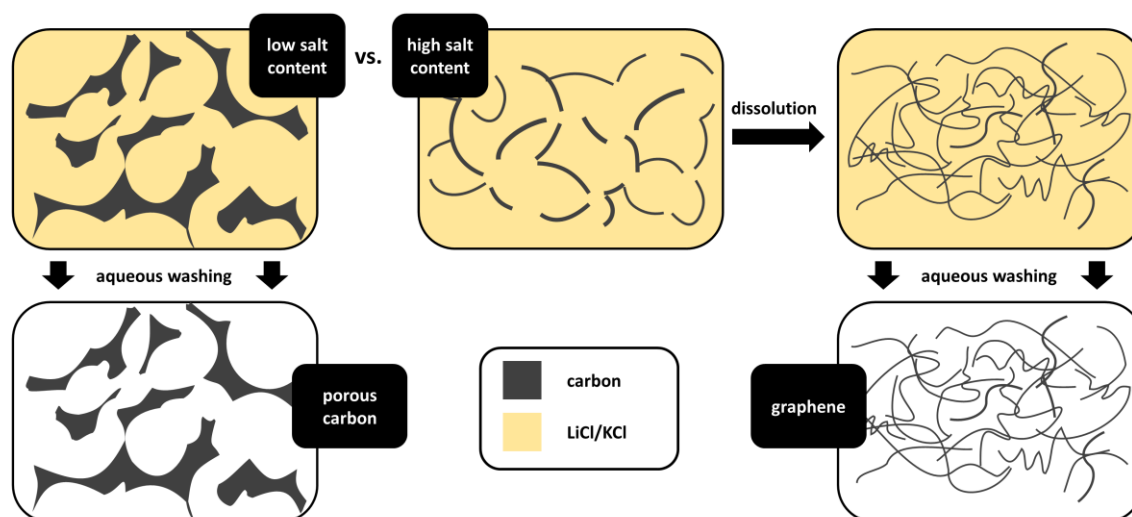 low salt
content
vs.
high salt
content
dissolution
aqueous washing
aqueous washing
porous
carbon
carbon
LiCl/KCl
graphene